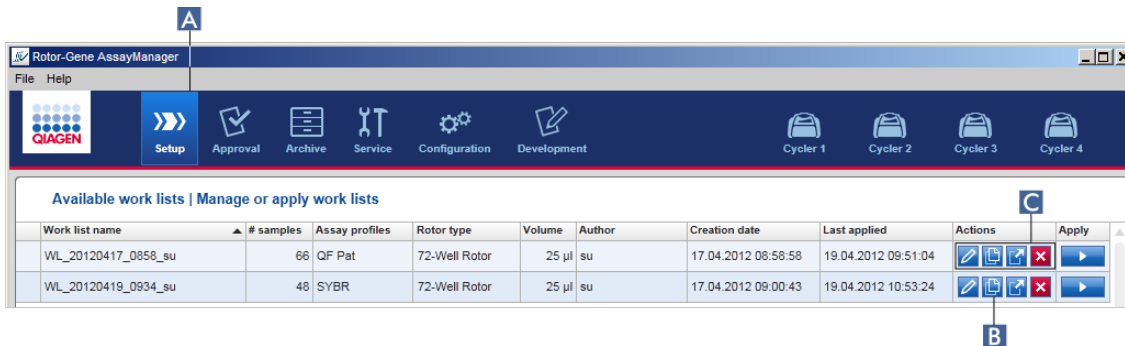 A
Rotor-Gene AssayManager
File Help
QIAGEN
Setup Approval Archive Service Configuration Development Cycler 1 Cycler 2 Cycler 3 Cycler 4
Available work lists | Manage or apply work lists
C
Work list name # samples Assay profiles Rotor type Volume Author Creation date Last applied Actions Apply
WL_20120417_0858_su 66 QF Pat 72-Well Rotor 25 µl su 17.04.2012 08:58:58 19.04.2012 09:51:04
WL_20120419_0934_su 48 SYBR 72-Well Rotor 25 µl su 17.04.2012 09:00:43 19.04.2012 10:53:24
B